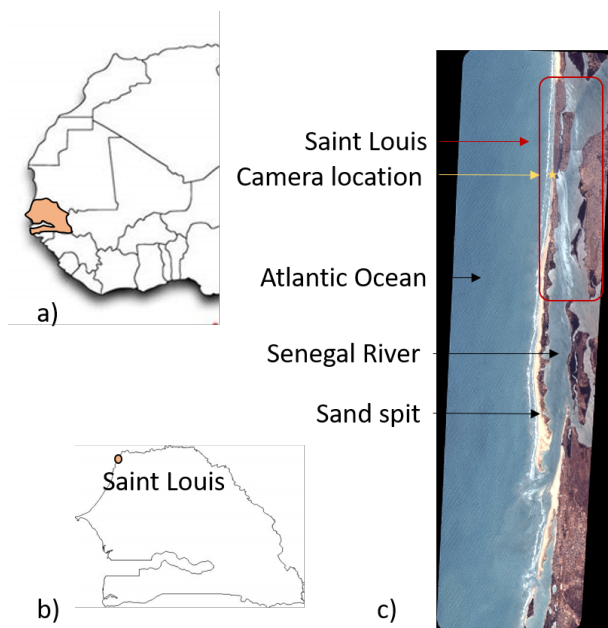 a)
Saint Louis
Camera location
Atlantic Ocean
Senegal River
Sand spit
Saint Louis
b)
c)